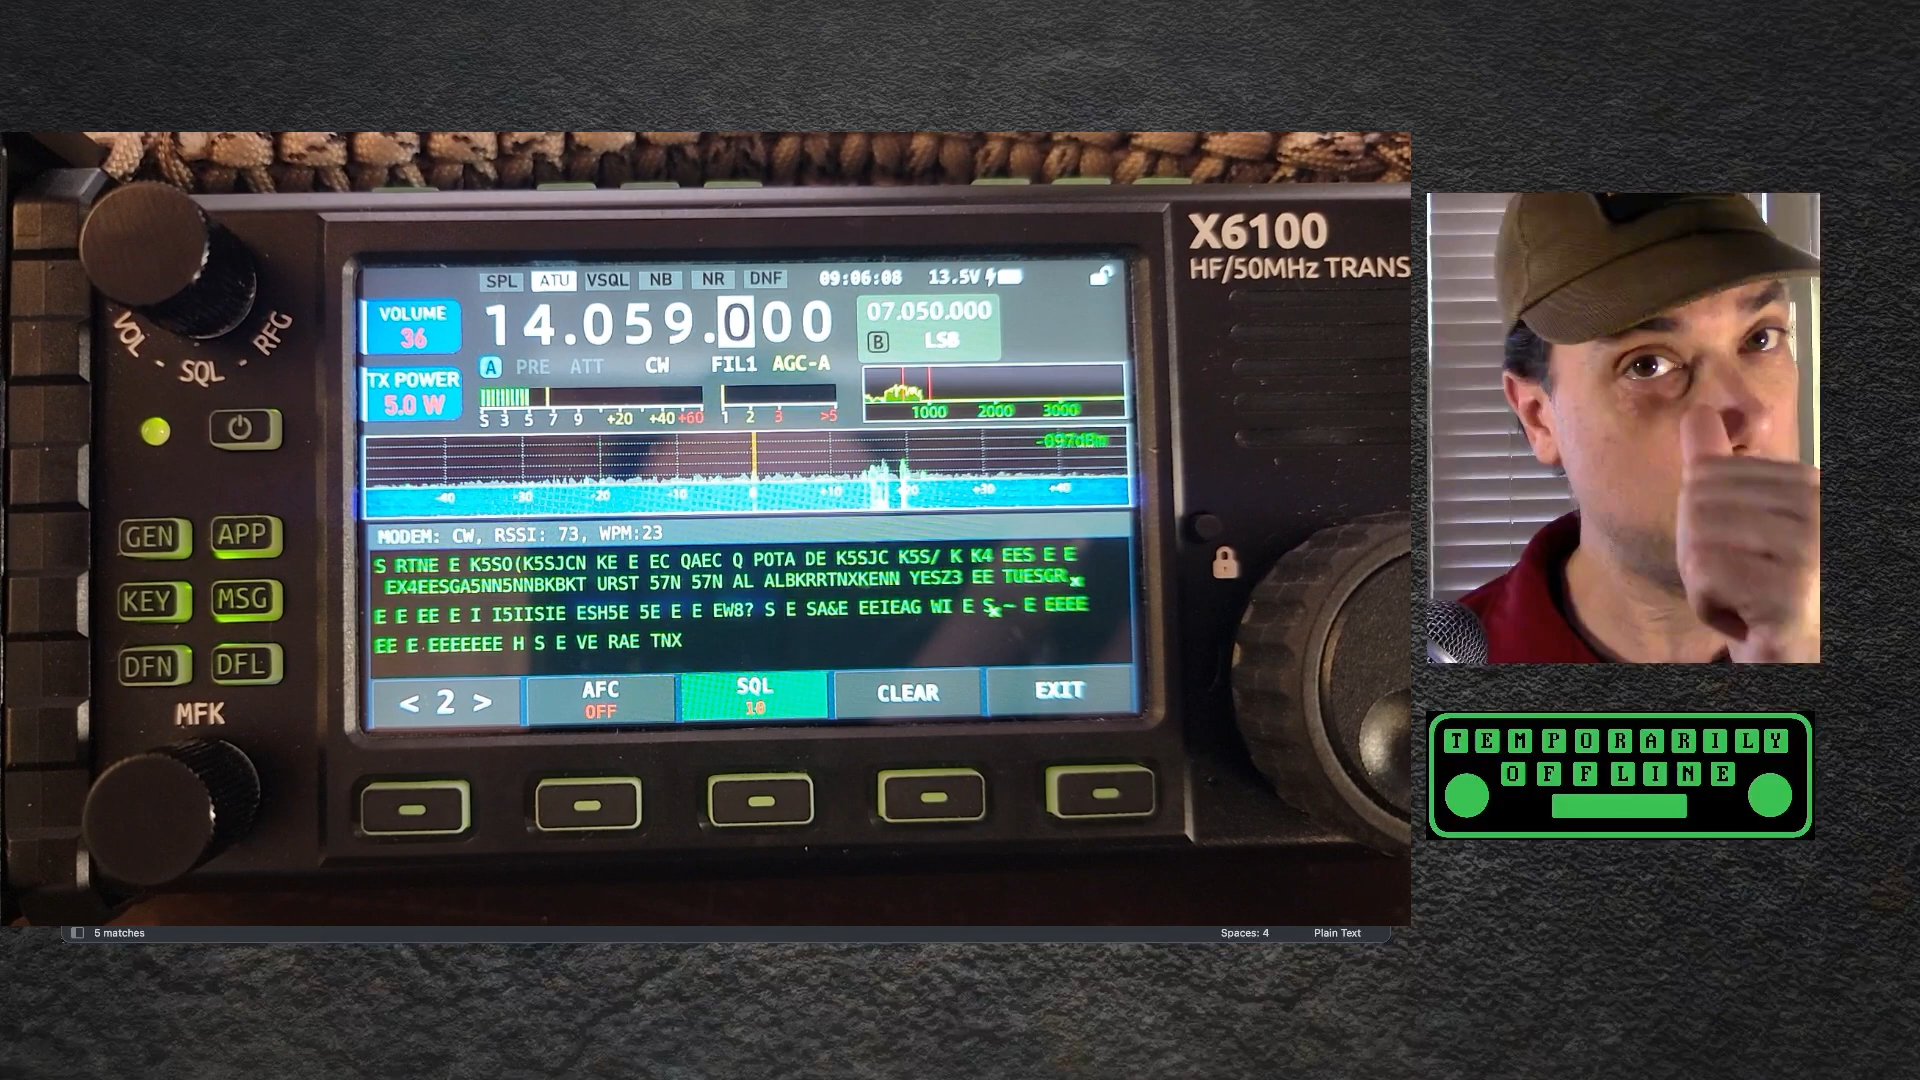 X6100
HF/50MHz TRANS
SPL ATU VSQL NB NR DNF 09:06:08 13.5V
VOLUME
36
14.059.000
07.050.000
B LSB
A PRE ATT CW FIL1 AGC-A
TX POWER
5.0 W
S 3 5 7 9 +20 +40 +60 1 2 3 >5
1000 2000 3000
-097dBm
-40 -30 -20 -10 0 +10 +20 +30 +40
MODEM: CW, RSSI: 73, WPM:23
S RTNE E K5SO(K5SJCN KE E EC QAEC Q POTA DE K5SJC K5S/ K K4 EES E E
EX4EESGA5NN5NNBKBKT URST 57N 57N AL ALBKRRTNXKENN YESZ3 EE TUESGR
E E EE E I I5IISIE ESH5E 5E E E EW8? S E SA&E EEIEAG WI E S ~ E EEEE
EE E EEEEEEE H S E VE RAE TNX
< 2 > AFC OFF SQL 10 CLEAR EXIT
VOL - SQL - RFG
GEN APP
KEY MSG
DFN DFL
MFK
TEMPORARILY
OFFLINE
5 matches Spaces: 4 Plain Text